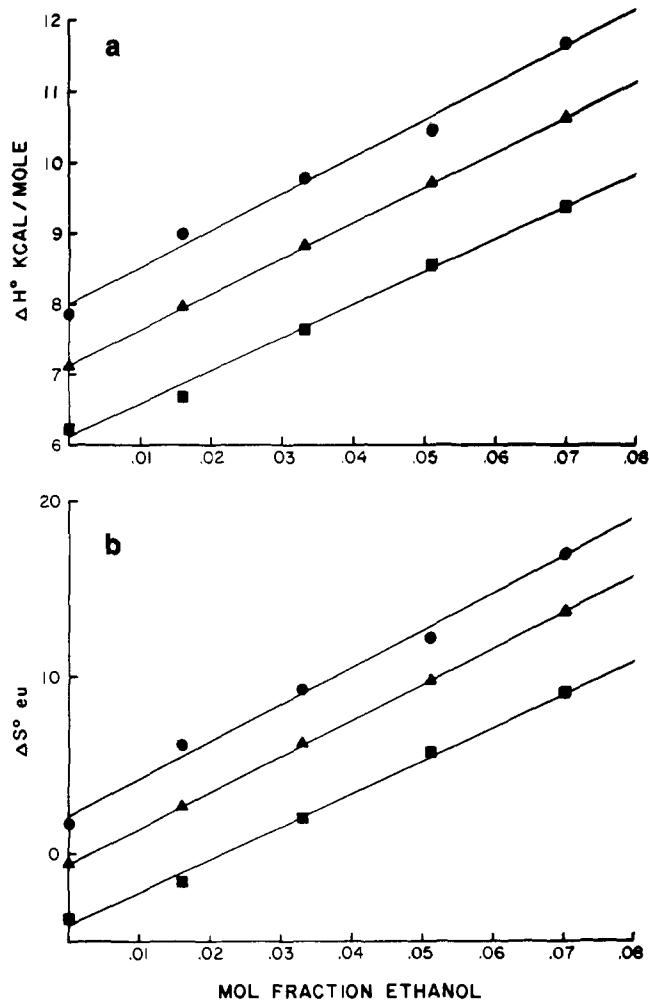 a
12
11
10
9
8
7
6
ΔH° KCAL/MOLE
.01 .02 03 .04 .05 .06 .07 .08
b
20
10
0
ΔS° eu
.01 .02 .03 .04 .05 .06 .07 .08
MOL FRACTION ETHANOL